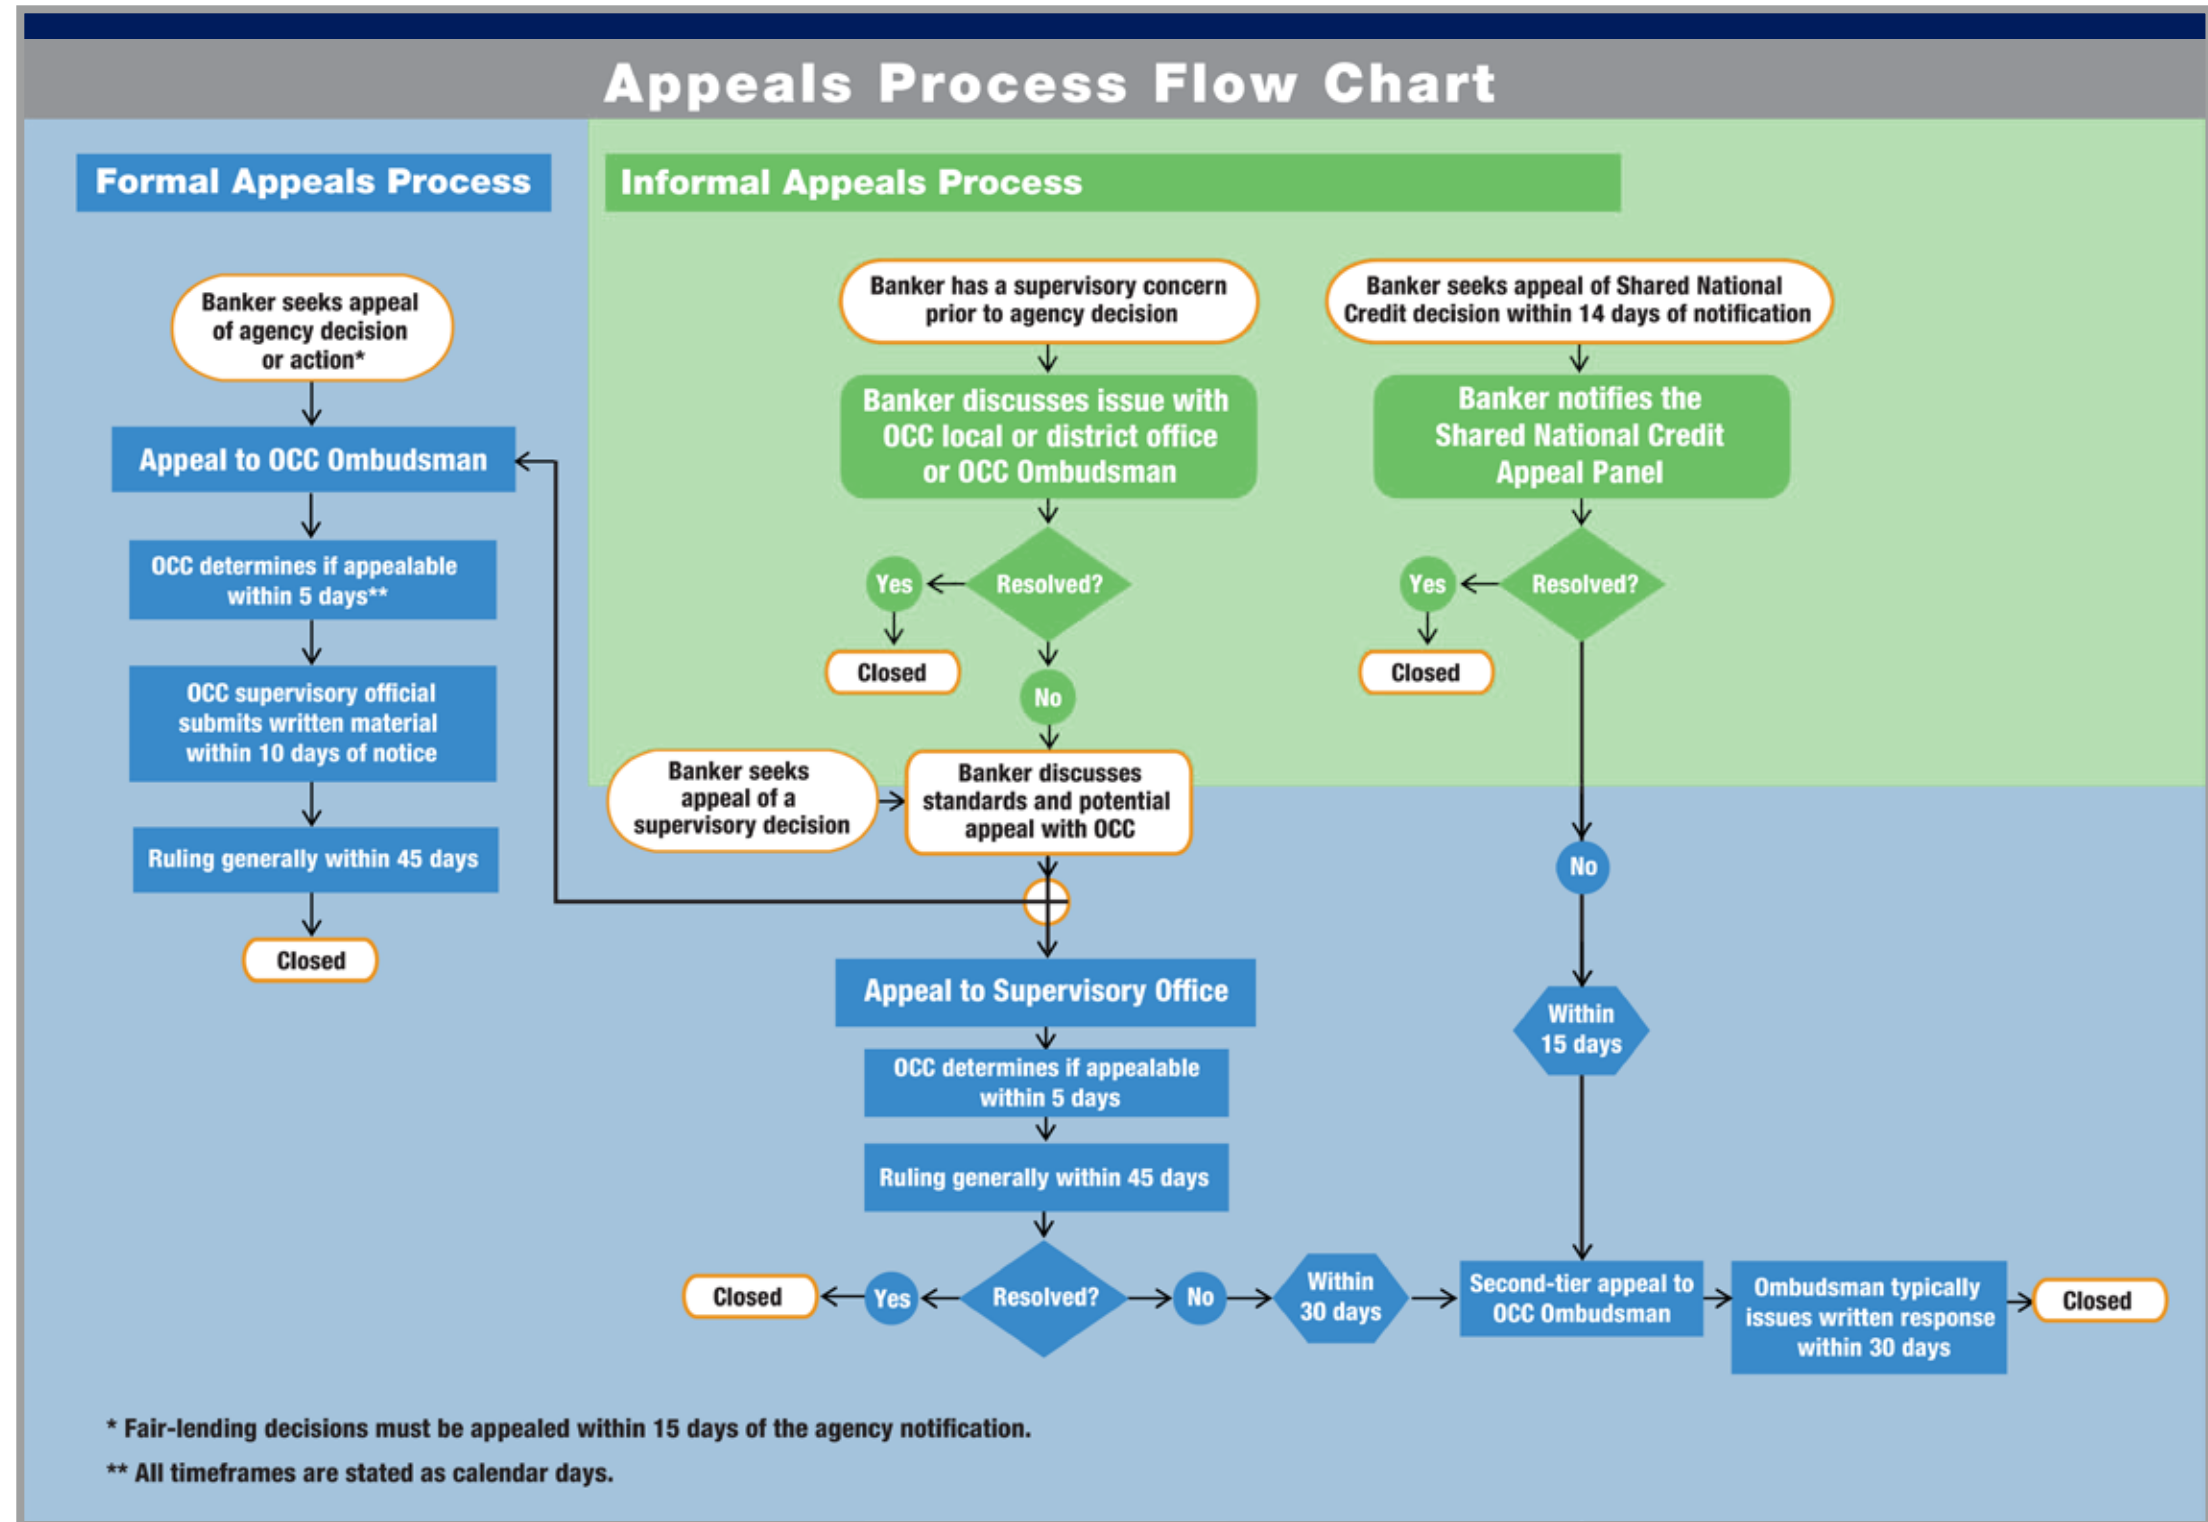 Appeals Process Flow Chart
Formal Appeals Process
Banker seeks appeal
of agency decision
or action*
Appeal to OCC Ombudsman
OCC determines if appealable
within 5 days**
OCC supervisory official
submits written material
within 10 days of notice
Ruling generally within 45 days
Closed
Informal Appeals Process
Banker has a supervisory concern
prior to agency decision
Banker discusses issue with
OCC local or district office
or OCC Ombudsman
Resolved?
Yes
Closed
No
Banker seeks
appeal of a
supervisory decision
Banker discusses
standards and potential
appeal with OCC
Appeal to Supervisory Office
OCC determines if appealable
within 5 days
Ruling generally within 45 days
Resolved?
Yes
Closed
No
Within
30 days
Banker seeks appeal of Shared National
Credit decision within 14 days of notification
Banker notifies the
Shared National Credit
Appeal Panel
Resolved?
Yes
Closed
No
Within
15 days
Second-tier appeal to
OCC Ombudsman
Ombudsman typically
issues written response
within 30 days
Closed
* Fair-lending decisions must be appealed within 15 days of the agency notification.
** All timeframes are stated as calendar days.